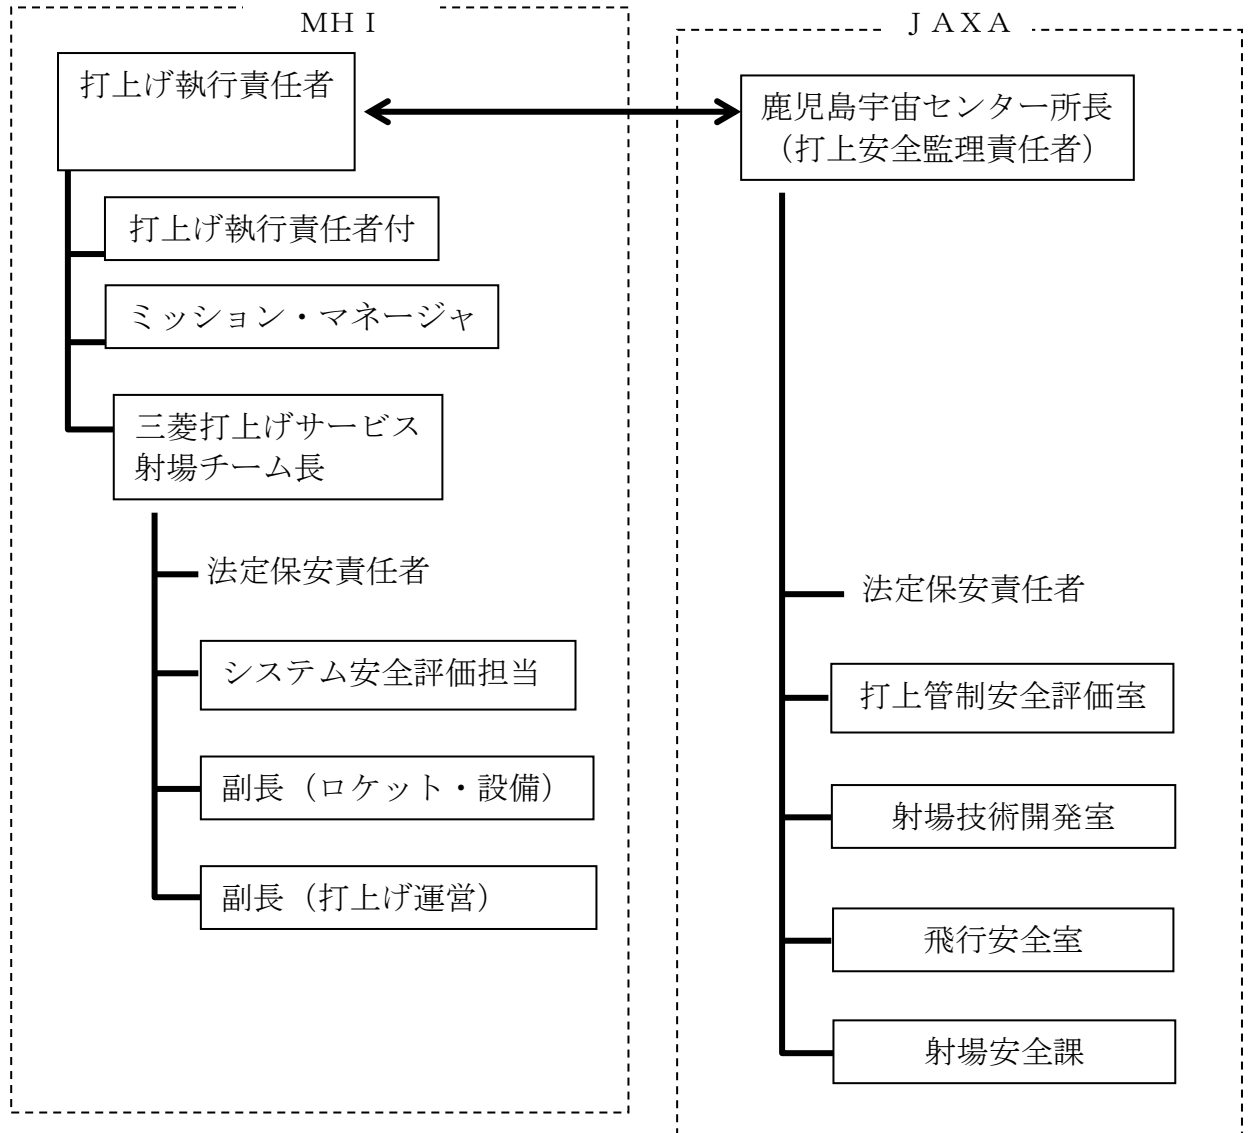 ＭＨＩ
打上げ執行責任者
打上げ執行責任者付
ミッション・マネージャ
三菱打上げサービス
射場チーム長
法定保安責任者
システム安全評価担当
副長（ロケット・設備）
副長（打上げ運営）
ＪＡＸＡ
鹿児島宇宙センター所長
（打上安全監理責任者）
法定保安責任者
打上管制安全評価室
射場技術開発室
飛行安全室
射場安全課